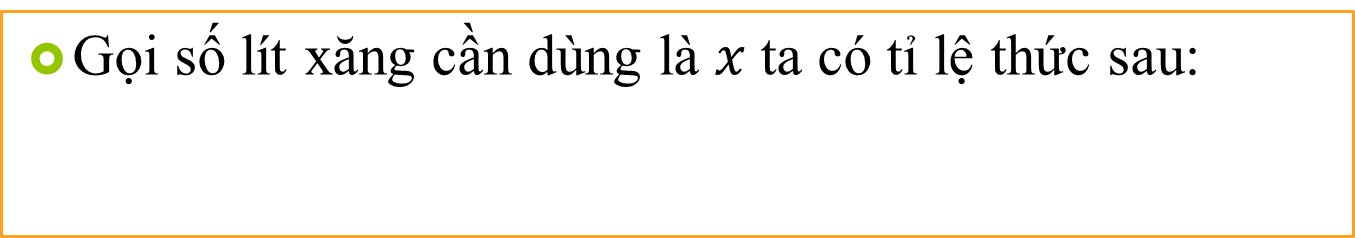 Gọi số lít xăng cần dùng là x ta có tỉ lệ thức sau: